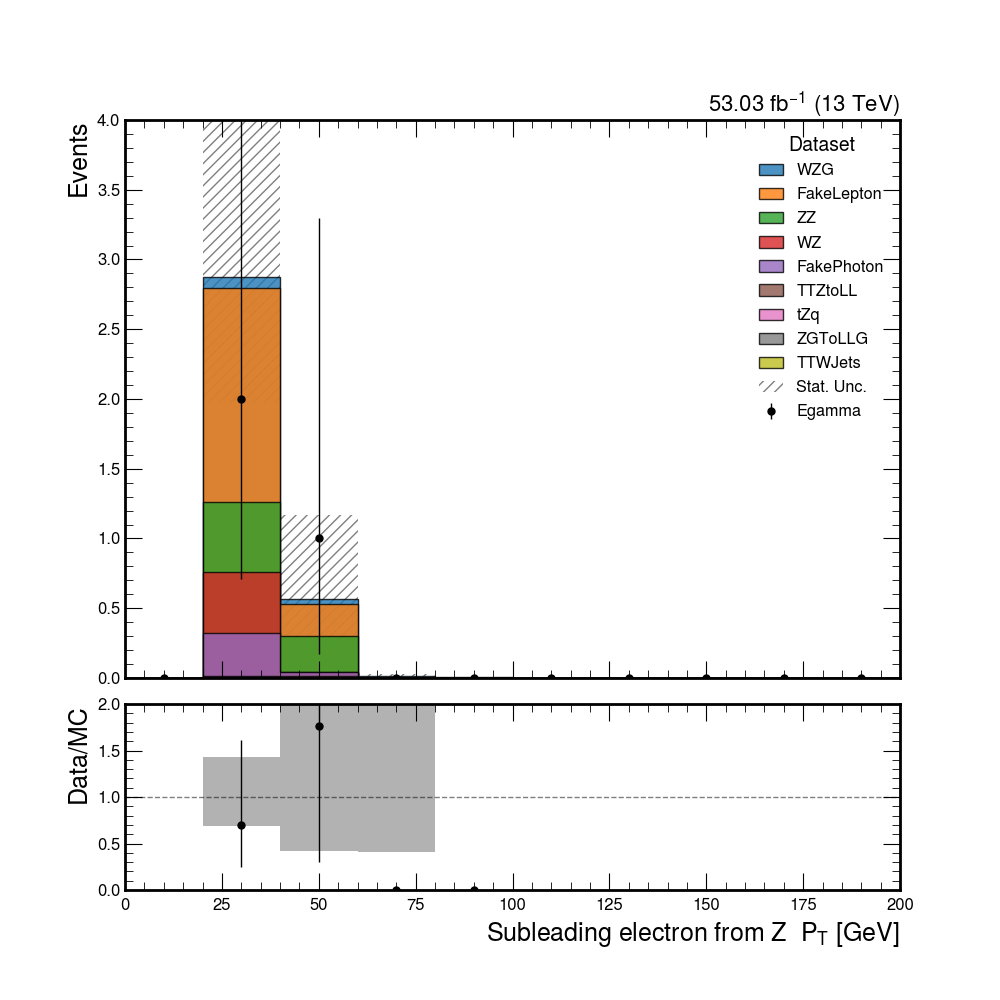 53.03 fb⁻¹ (13 TeV)
Events
4.0
3.5
3.0
2.5
2.0
1.5
1.0
0.5
0.0
Dataset
WZG
FakeLepton
ZZ
WZ
FakePhoton
TTZtoLL
tZq
ZGToLLG
TTWJets
Stat. Unc.
Egamma
Data/MC
2.0
1.5
1.0
0.5
0.0
0 25 50 75 100 125 150 175 200
Subleading electron from Z P_T [GeV]